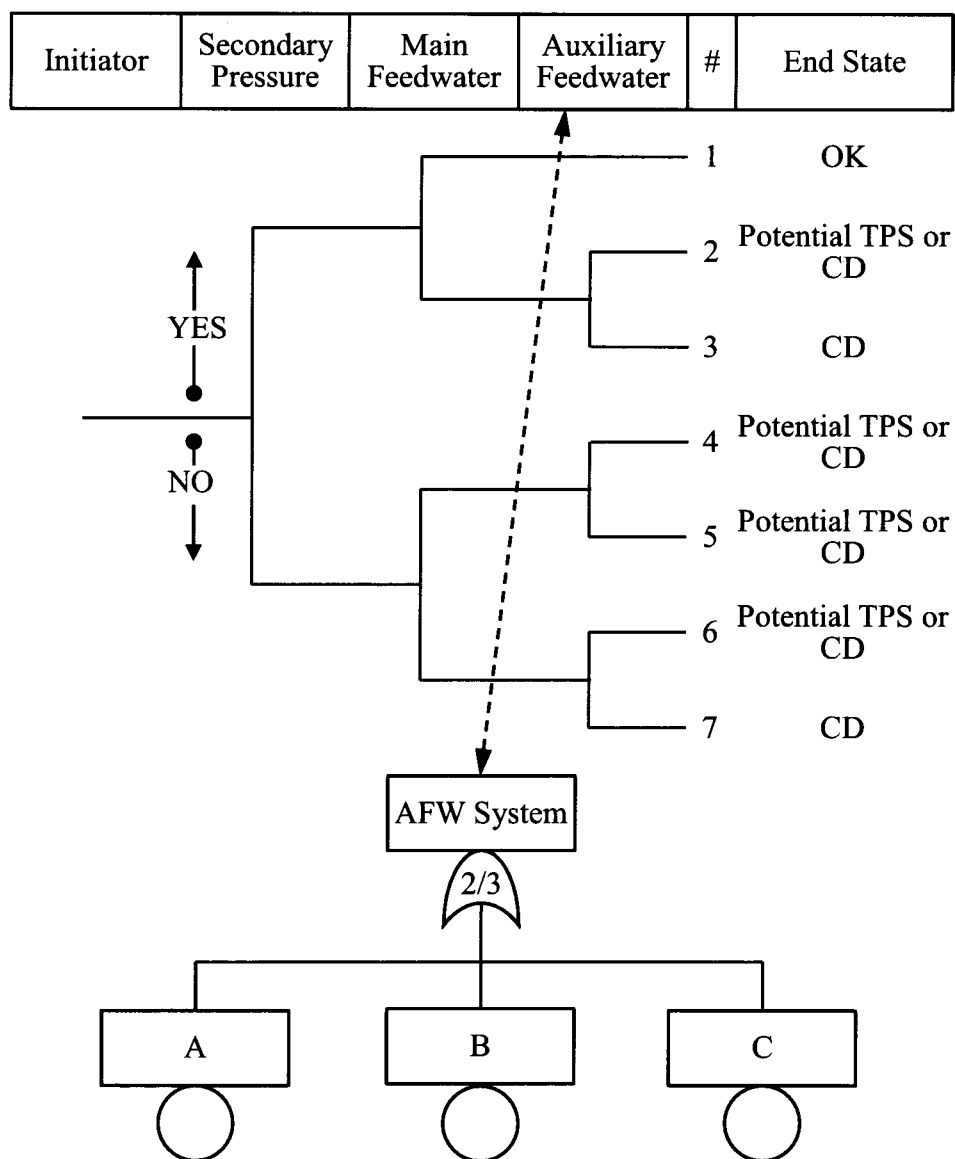 Initiator
Secondary
Pressure
Main
Feedwater
Auxiliary
Feedwater
#
End State
1
OK
2
Potential TPS or
CD
YES
3
CD
4
Potential TPS or
CD
NO
5
Potential TPS or
CD
6
Potential TPS or
CD
7
CD
AFW System
2/3
A
B
C